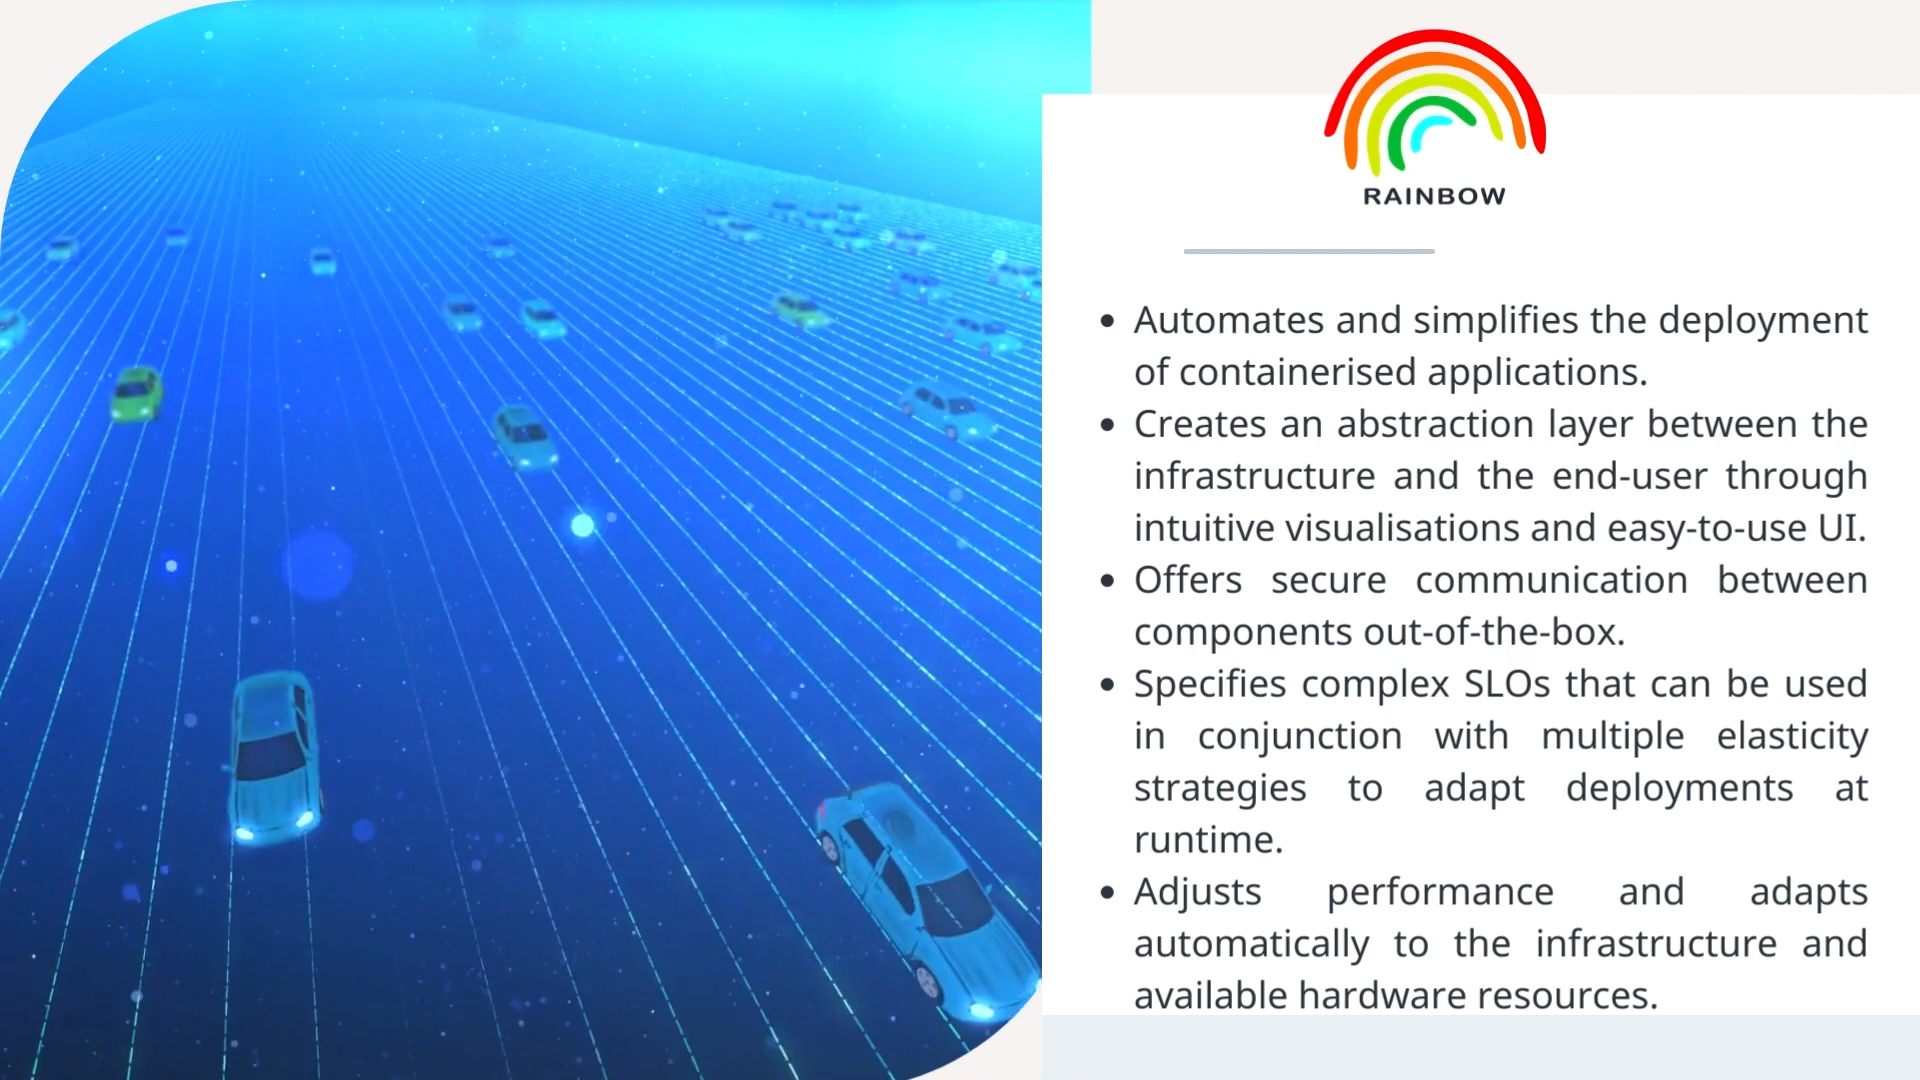 RAINBOW
Automates and simplifies the deployment
of containerised applications.
Creates an abstraction layer between the
infrastructure and the end-user through
intuitive visualisations and easy-to-use UI.
Offers secure communication between
components out-of-the-box.
Specifies complex SLOs that can be used
in conjunction with multiple elasticity
strategies to adapt deployments at
runtime.
Adjusts performance and adapts
automatically to the infrastructure and
available hardware resources.